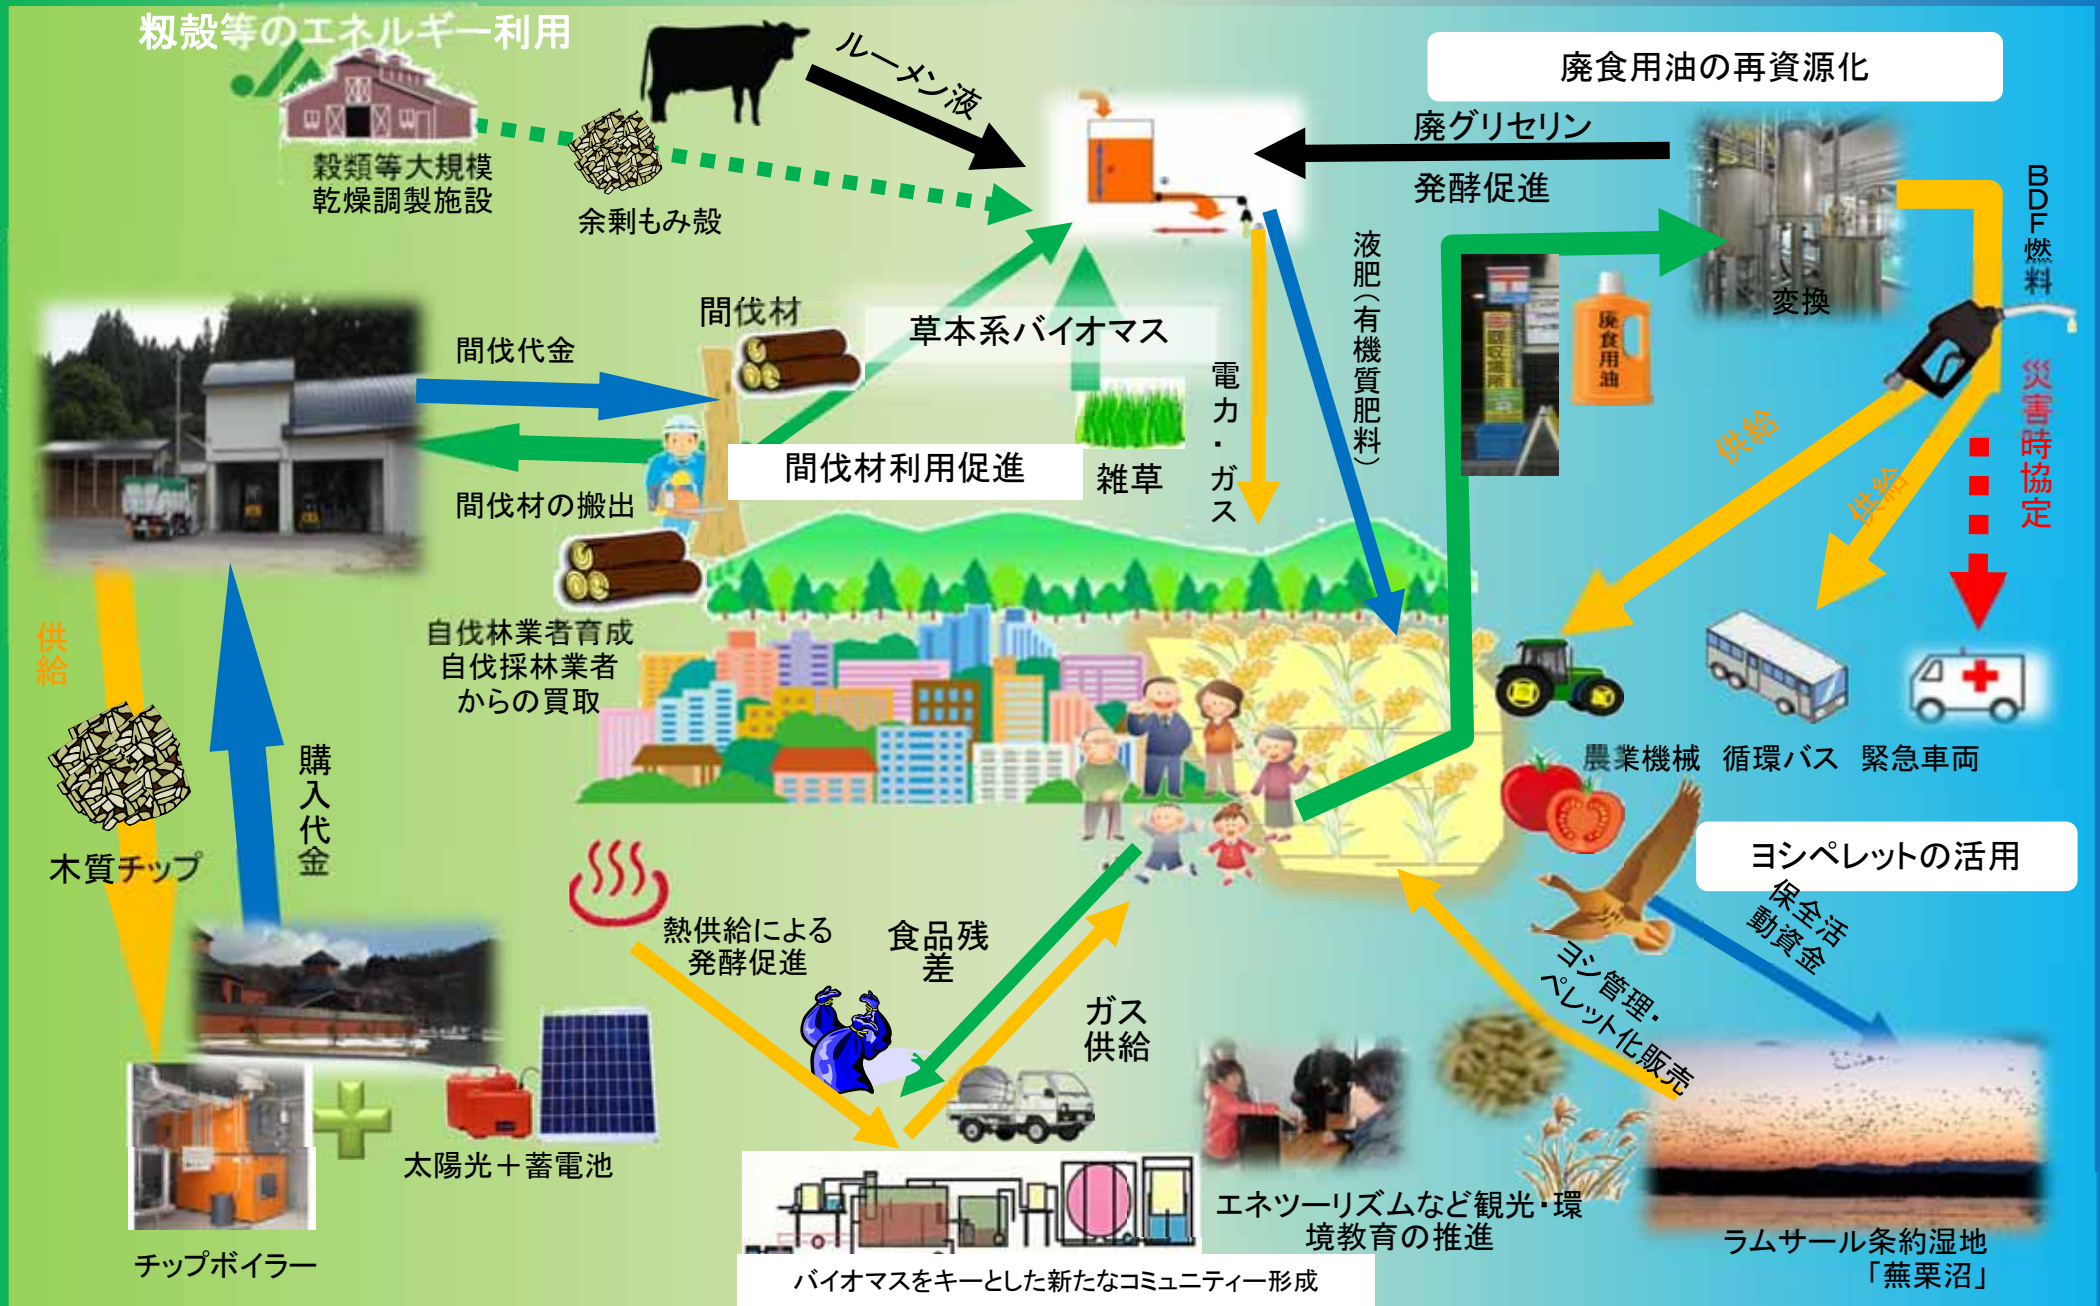 籾殻等のエネルギー利用
ルーメン液
廃食用油の再資源化
穀類等大規模
乾燥調製施設
余剰もみ殻
廃グリセリン
発酵促進
BDF燃料
変換
液肥（有機質肥料）
廃食用油
間伐材
草本系バイオマス
間伐代金
電力・ガス
災害時協定
供給
供給
間伐材利用促進
雑草
間伐材の搬出
自伐林業者育成
自伐採林業者
からの買取
供給
購入代金
木質チップ
農業機械
循環バス
緊急車両
ヨシペレットの活用
保全活
動資金
ヨシ管理・
ペレット化販売
熱供給による
発酵促進
食品残
差
ガス
供給
太陽光＋蓄電池
チップボイラー
エネツーリズムなど観光・環
境教育の推進
ラムサール条約湿地
「蕪栗沼」
バイオマスをキーとした新たなコミュニティー形成